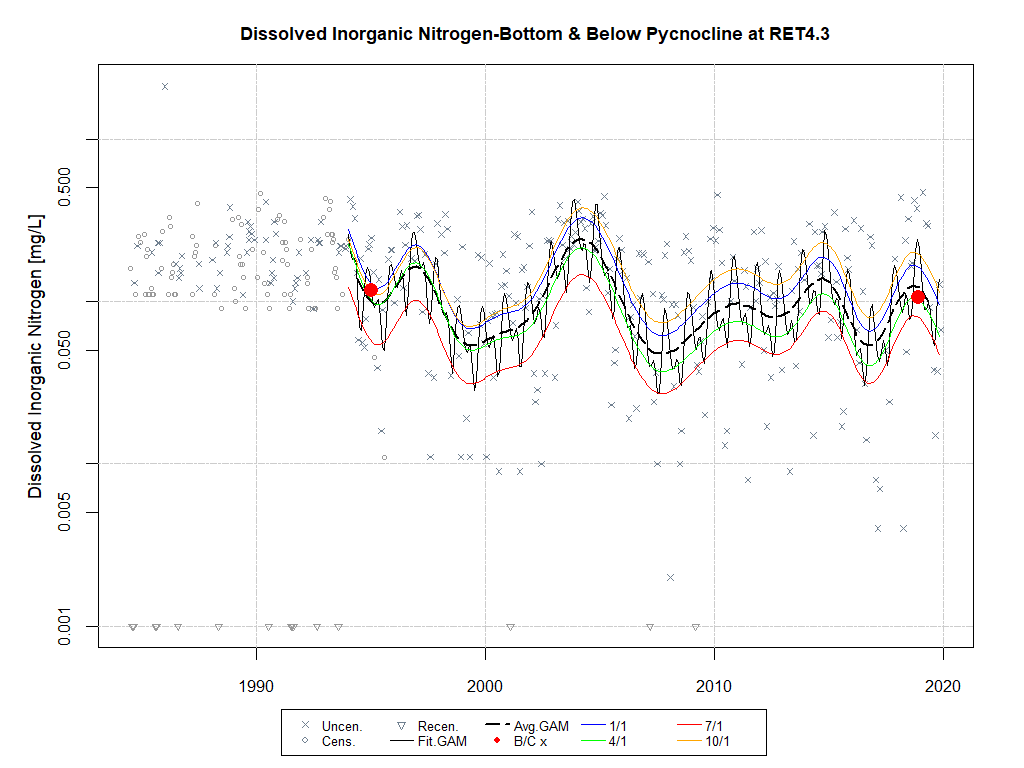 Dissolved Inorganic Nitrogen-Bottom & Below Pycnocline at RET4.3
Dissolved Inorganic Nitrogen [mg/L]
0.500
0.050
0.005
0.001
1990 2000 2010 2020
Uncen. Recen. Avg.GAM 1/1 7/1
Cens. Fit.GAM B/C x 4/1 10/1